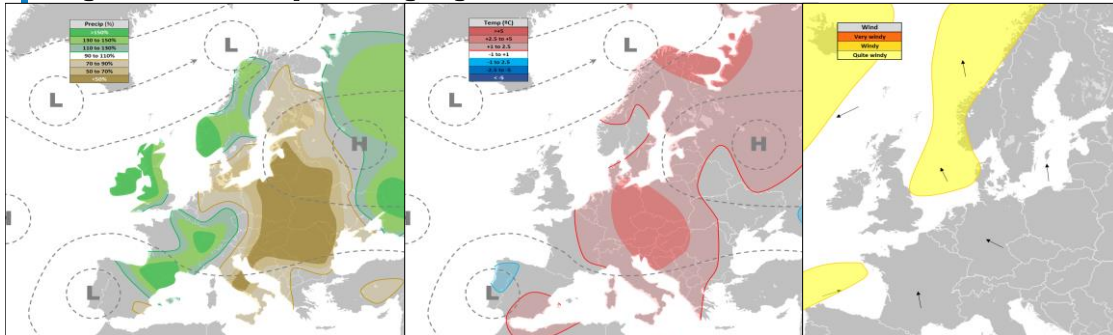 Precip (%)
>150%
130 to 150%
110 to 130%
90 to 110%
70 to 90%
50 to 70%
<50%
L
L
H
H
L
Temp (ºC)
>+5
+2.5 to +5
+1 to 2.5
-1 to +1
-1 to 2.5
-2.5 to -5
< -5
L
L
H
H
L
Wind
Very windy
Windy
Quite windy